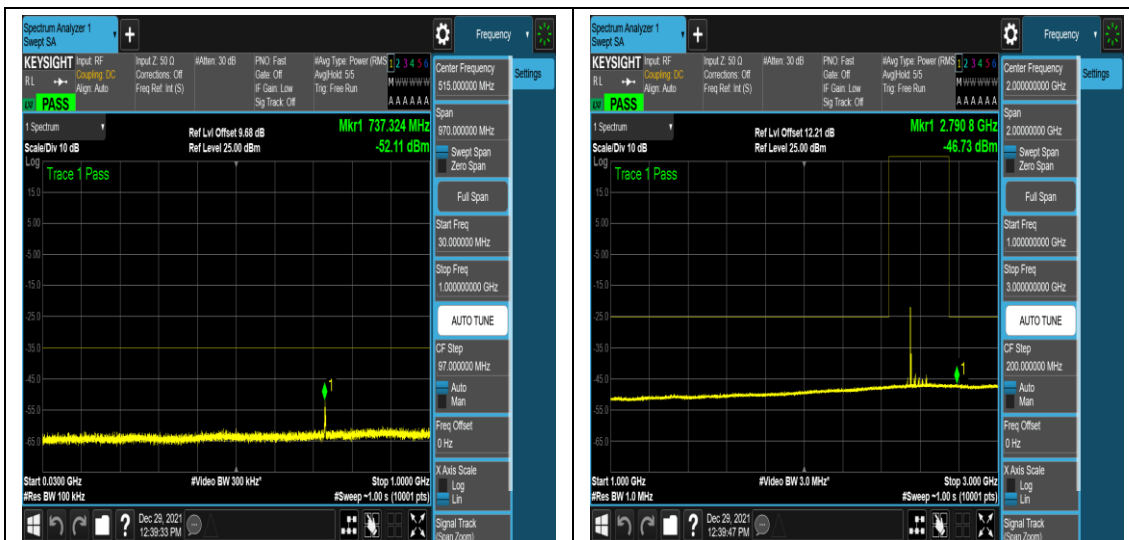 Spectrum Analyzer 1
Swept SA
+
Frequency
KEYSIGHT
RL
Input: RF
Coupling: DC
Align: Auto
Input Z: 50 Ω
Corrections: Off
Freq Ref: Int (S)
#Atten: 30 dB
PNO: Fast
Gate: Off
IF Gain: Low
Sig Track: Off
#Avg Type: Power (RMS
Avg|Hold: 5/5
Trig: Free Run
1 2 3 4 5 6
M W W W W W
A A A A A A
PASS
Center Frequency
515.000000 MHz
Settings
1 Spectrum
Scale/Div 10 dB
Ref Lvl Offset 9.68 dB
Ref Level 25.00 dBm
Mkr1 737.324 MHz
-52.11 dBm
Log
Trace 1 Pass
15.0
5.00
-5.00
-15.0
-25.0
-35.0
-45.0
-55.0
-65.0
1
Span
970.000000 MHz
Swept Span
Zero Span
Full Span
Start Freq
30.000000 MHz
Stop Freq
1.000000000 GHz
AUTO TUNE
CF Step
97.000000 MHz
Auto
Man
Freq Offset
0 Hz
X Axis Scale
Log
Lin
Signal Track
(Span Zoom)
Start 0.0300 GHz
#Res BW 100 kHz
#Video BW 300 kHz*
Stop 1.0000 GHz
#Sweep ~1.00 s (10001 pts)
?
Dec 29, 2021
12:39:33 PM
Spectrum Analyzer 1
Swept SA
+
Frequency
KEYSIGHT
RL
Input: RF
Coupling: DC
Align: Auto
Input Z: 50 Ω
Corrections: Off
Freq Ref: Int (S)
#Atten: 30 dB
PNO: Fast
Gate: Off
IF Gain: Low
Sig Track: Off
#Avg Type: Power (RMS
Avg|Hold: 5/5
Trig: Free Run
1 2 3 4 5 6
M W W W W W
A A A A A A
PASS
Center Frequency
2.000000000 GHz
Settings
1 Spectrum
Scale/Div 10 dB
Ref Lvl Offset 12.21 dB
Ref Level 25.00 dBm
Mkr1 2.790 8 GHz
-46.73 dBm
Log
Trace 1 Pass
15.0
5.00
-5.00
-15.0
-25.0
-35.0
-45.0
-55.0
-65.0
1
Span
2.00000000 GHz
Swept Span
Zero Span
Full Span
Start Freq
1.000000000 GHz
Stop Freq
3.000000000 GHz
AUTO TUNE
CF Step
200.000000 MHz
Auto
Man
Freq Offset
0 Hz
X Axis Scale
Log
Lin
Signal Track
(Span Zoom)
Start 1.000 GHz
#Res BW 1.0 MHz
#Video BW 3.0 MHz*
Stop 3.000 GHz
#Sweep ~1.00 s (10001 pts)
?
Dec 29, 2021
12:39:47 PM